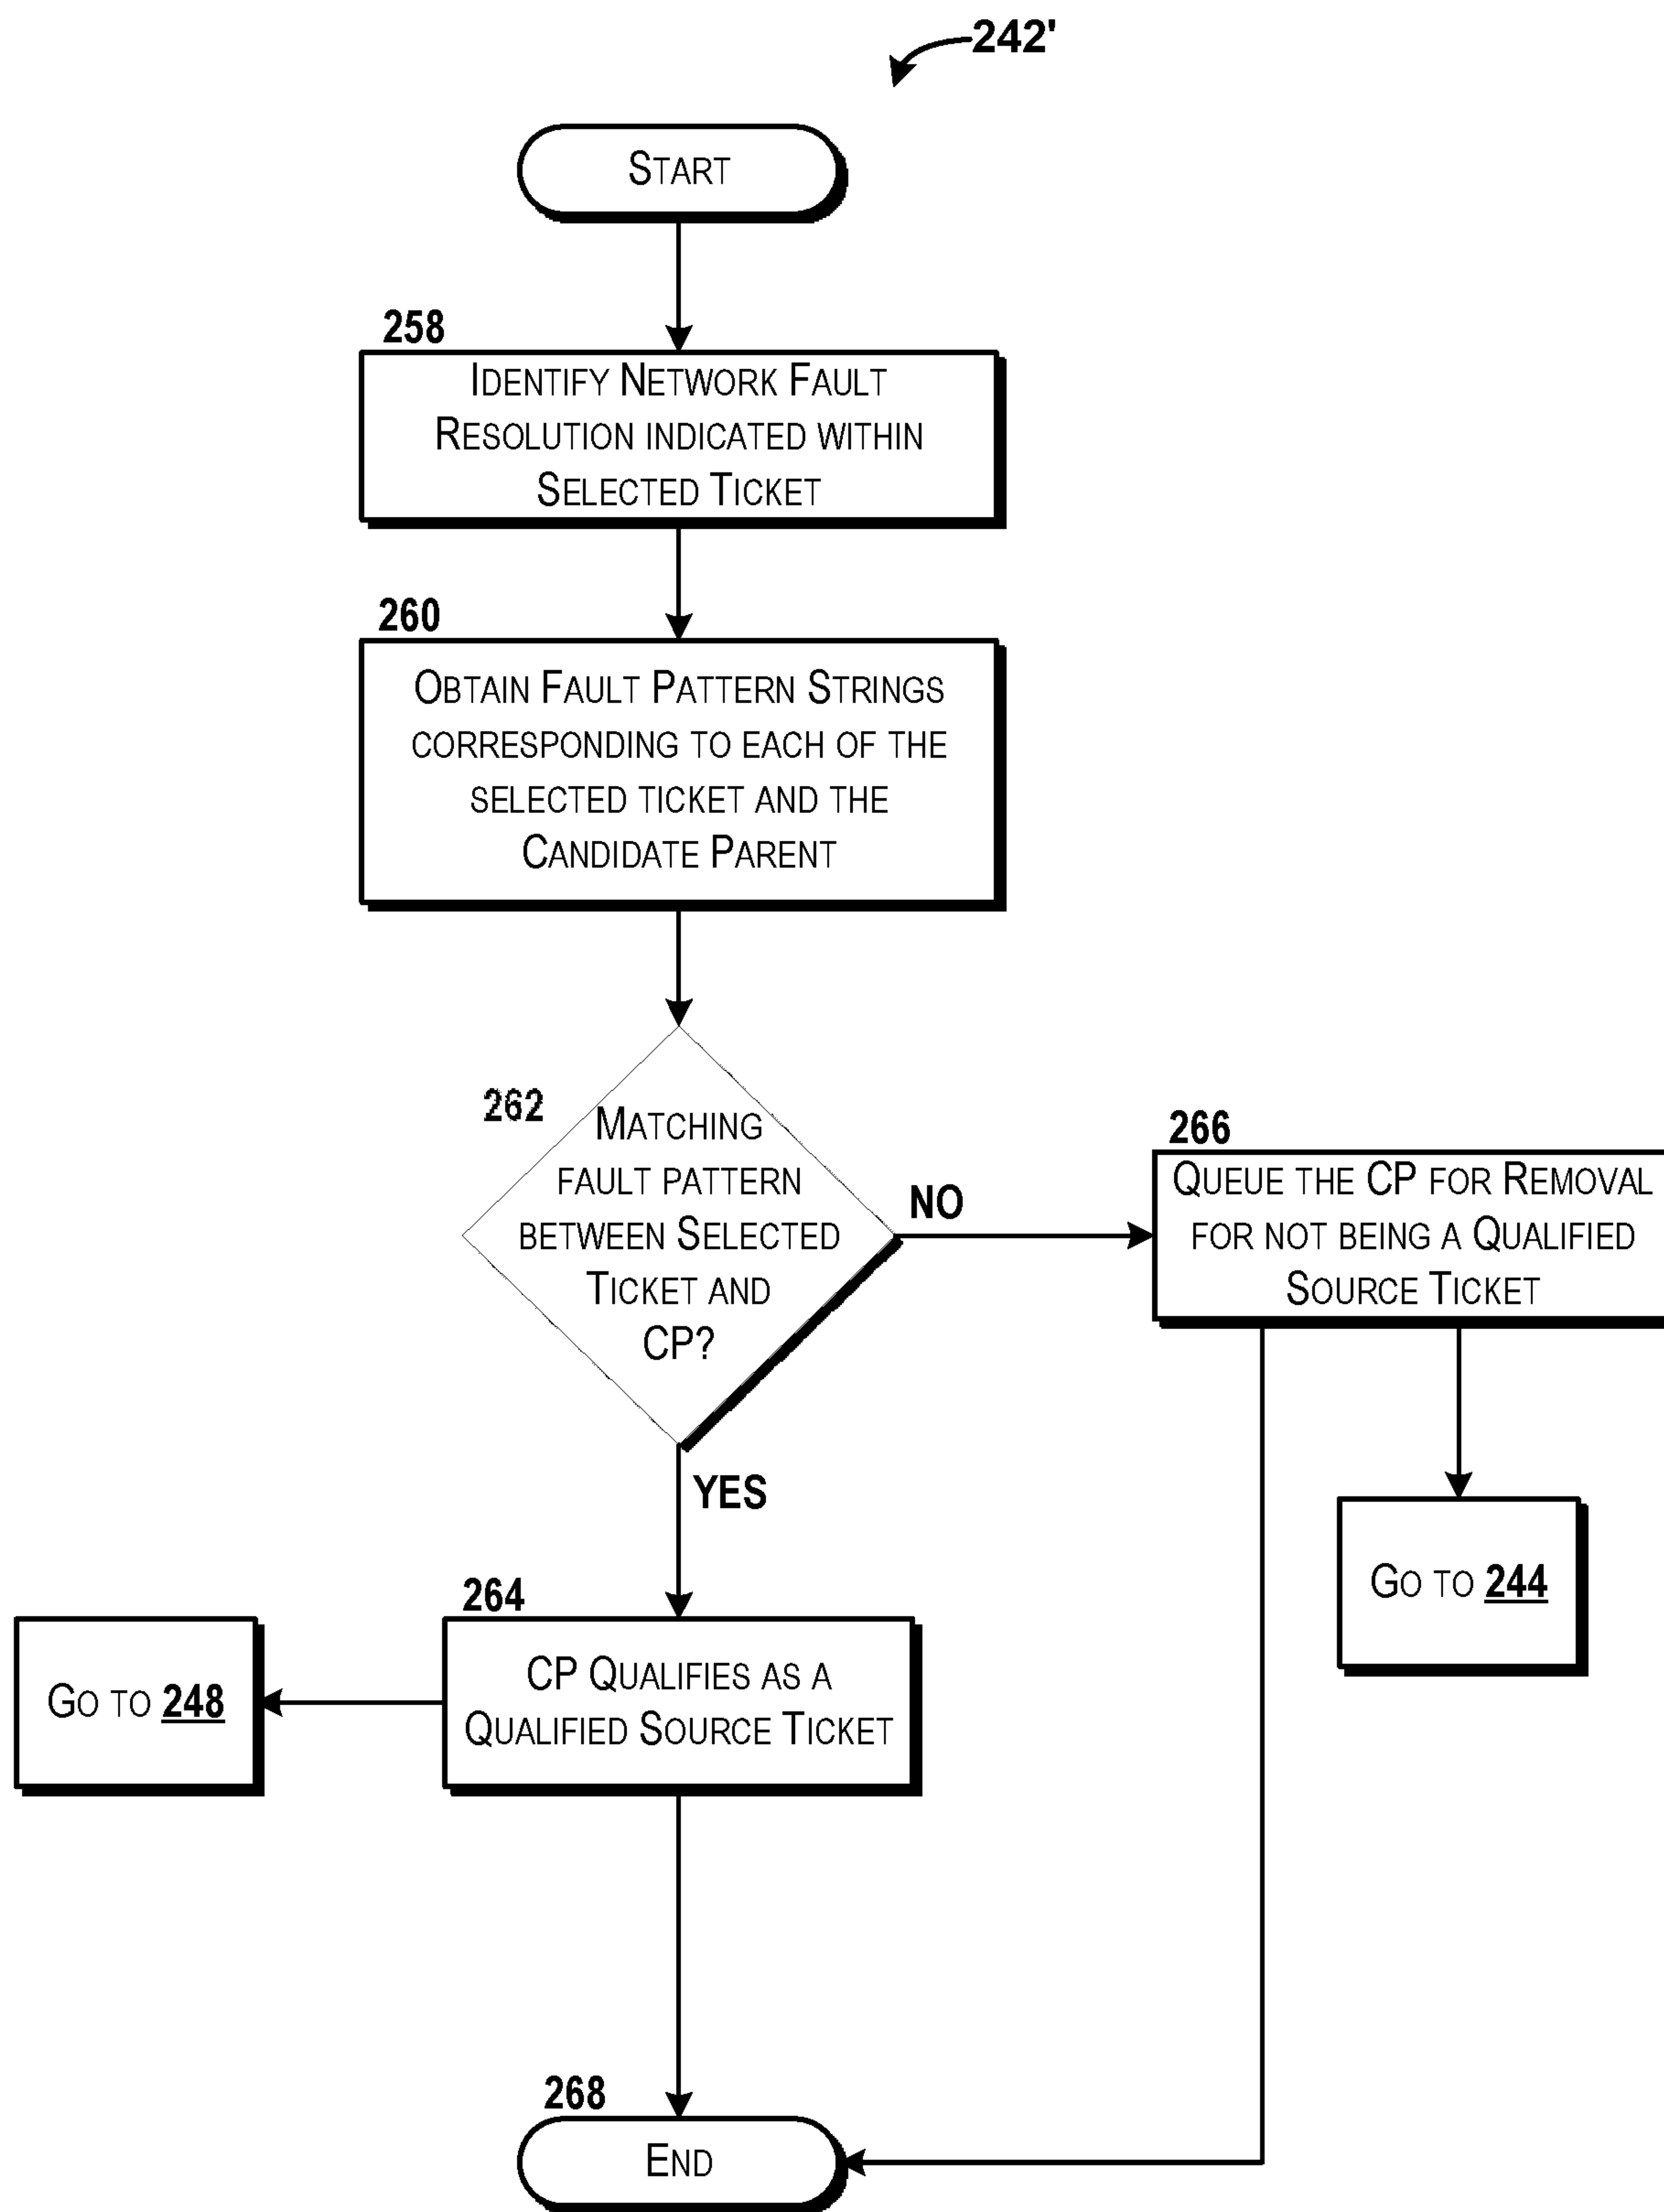 242'
START
258
IDENTIFY NETWORK FAULT
RESOLUTION INDICATED WITHIN
SELECTED TICKET
260
OBTAIN FAULT PATTERN STRINGS
CORRESPONDING TO EACH OF THE
SELECTED TICKET AND THE
CANDIDATE PARENT
262
MATCHING
FAULT PATTERN
BETWEEN SELECTED
TICKET AND
CP?
NO
266
QUEUE THE CP FOR REMOVAL
FOR NOT BEING A QUALIFIED
SOURCE TICKET
YES
GO TO 244
264
CP QUALIFIES AS A
QUALIFIED SOURCE TICKET
GO TO 248
268
END